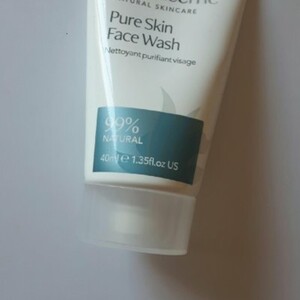 NATURAL SKINCARE
Pure Skin
Face Wash
Nettoyant purifiant visage
99%
NATURAL
40ml e 1.35fl.oz US